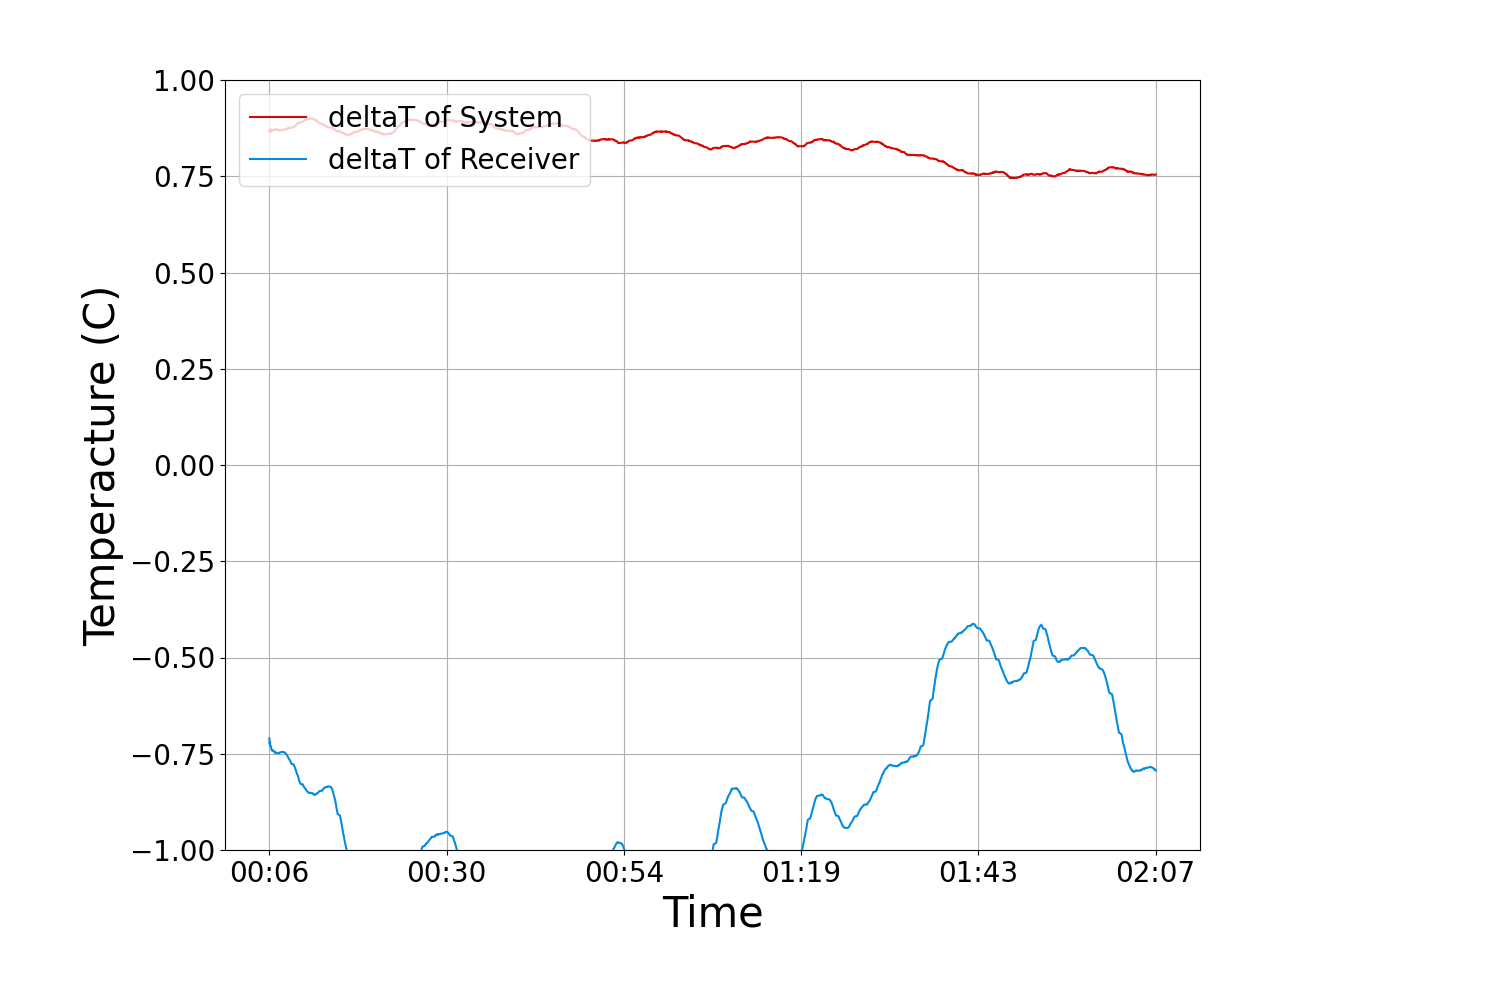 deltaT of System
deltaT of Receiver
1.00
0.75
0.50
0.25
0.00
−0.25
−0.50
−0.75
−1.00
Temperacture (C)
00:06 00:30 00:54 01:19 01:43 02:07
Time